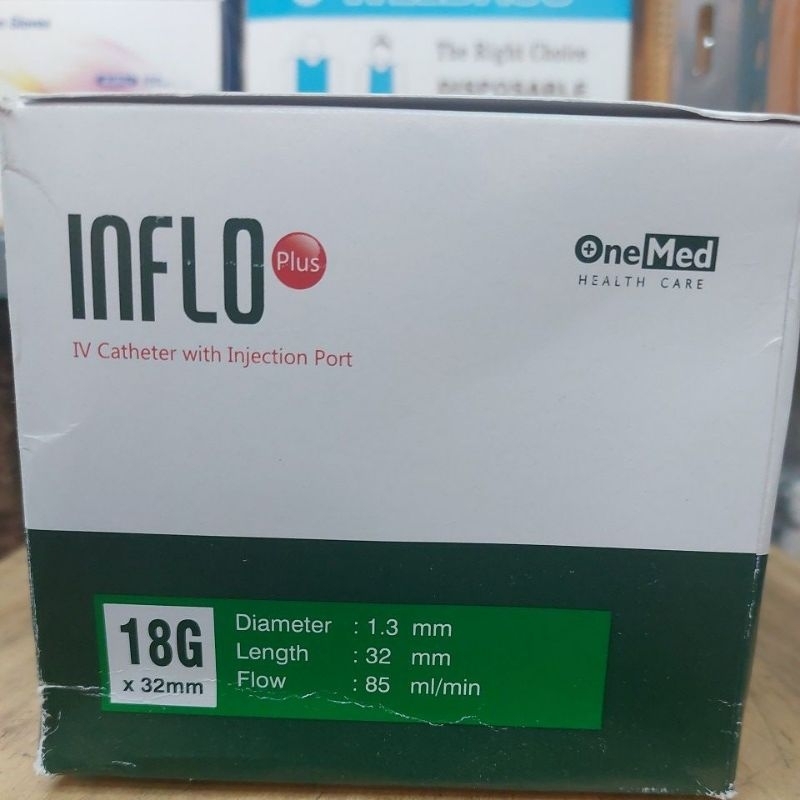 The Right Choice
DISPOSABLE
INFLO Plus
OneMed
HEALTH CARE
IV Catheter with Injection Port
18G
x 32mm
Diameter : 1.3 mm
Length : 32 mm
Flow : 85 ml/min